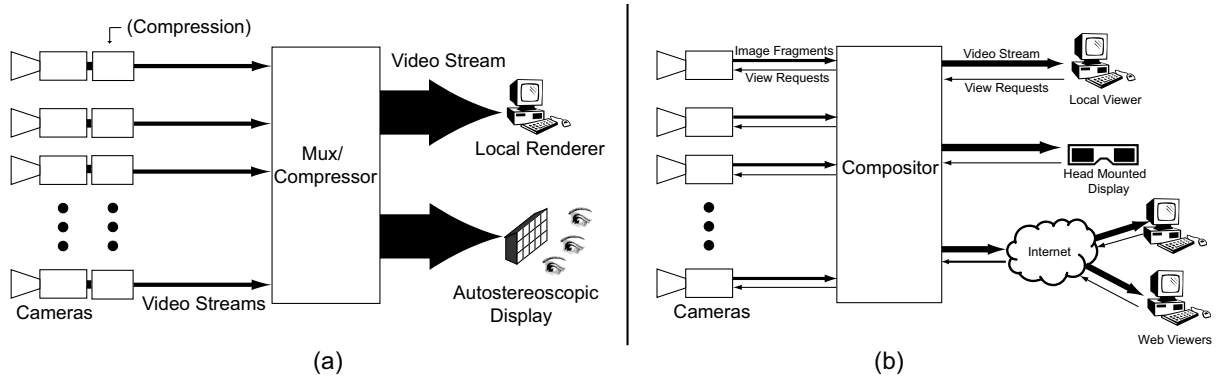 (Compression)
Video Stream
Mux/
Compressor
Local Renderer
Autostereoscopic
Display
Cameras
Video Streams
(a)
Image Fragments
View Requests
Video Stream
View Requests
Local Viewer
Compositor
Head Mounted
Display
Internet
Cameras
Web Viewers
(b)